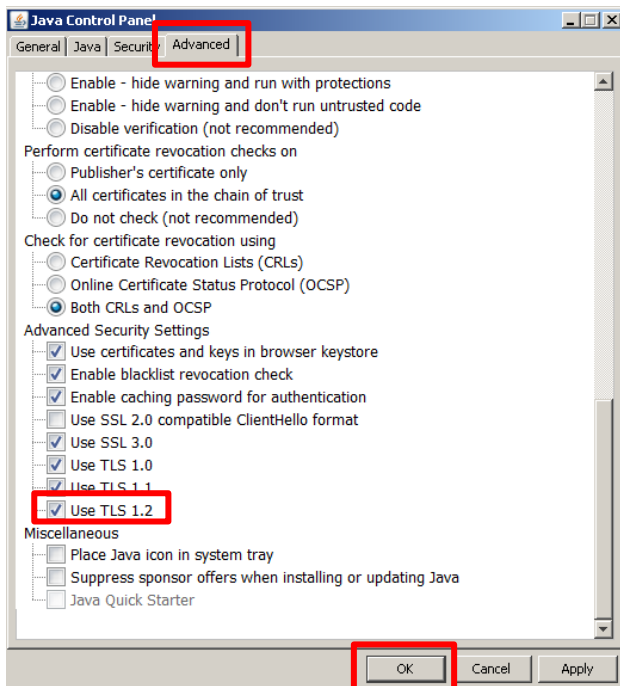 Java Control Panel
General Java Security Advanced
Enable - hide warning and run with protections
Enable - hide warning and don't run untrusted code
Disable verification (not recommended)
Perform certificate revocation checks on
Publisher's certificate only
All certificates in the chain of trust
Do not check (not recommended)
Check for certificate revocation using
Certificate Revocation Lists (CRLs)
Online Certificate Status Protocol (OCSP)
Both CRLs and OCSP
Advanced Security Settings
Use certificates and keys in browser keystore
Enable blacklist revocation check
Enable caching password for authentication
Use SSL 2.0 compatible ClientHello format
Use SSL 3.0
Use TLS 1.0
Use TLS 1.1
Use TLS 1.2
Miscellaneous
Place Java icon in system tray
Suppress sponsor offers when installing or updating Java
Java Quick Starter
OK Cancel Apply